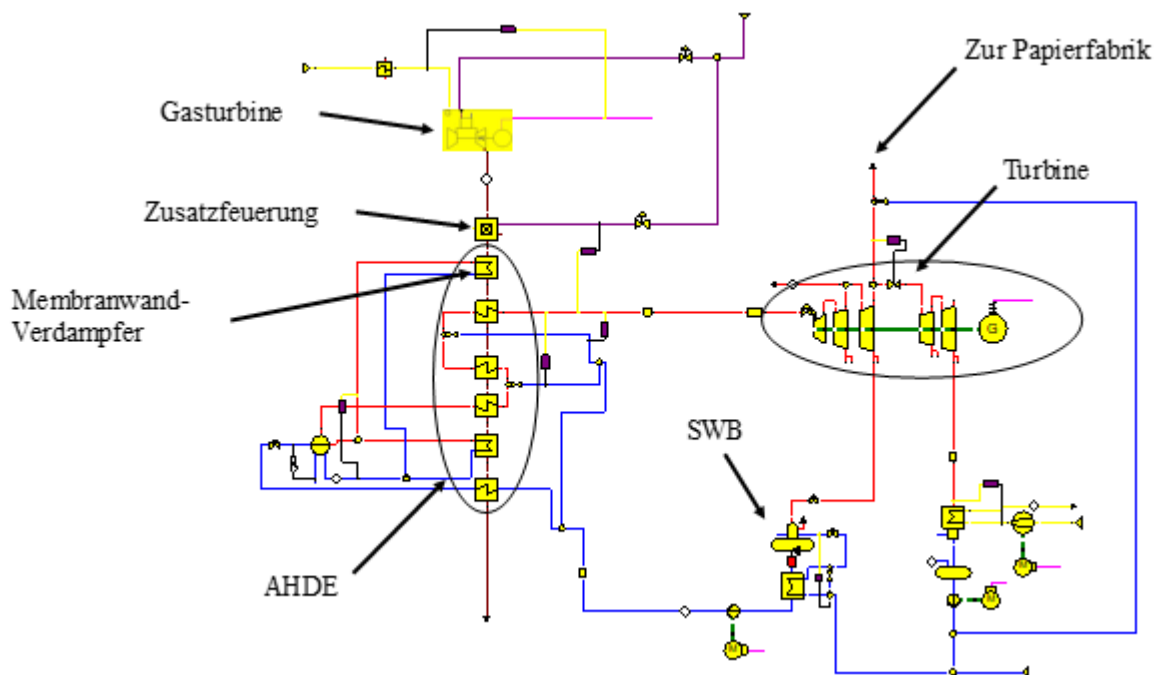 Zur Papierfabrik
Gasturbine
Turbine
Zusatzfeuerung
Membranwand-
Verdampfer
G
SWB
AHDE
M
M
M